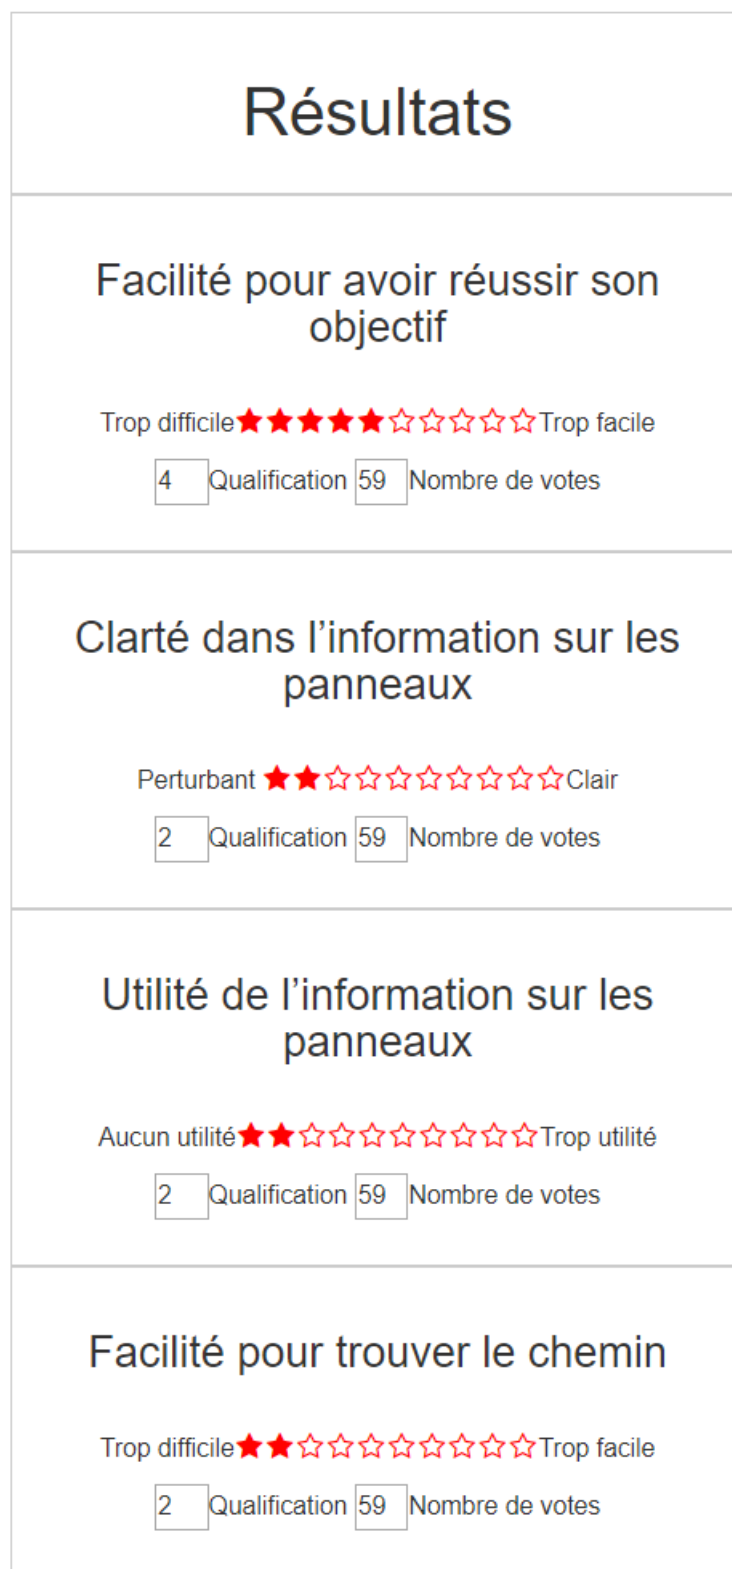 Résultats
Facilité pour avoir réussir son
objectif
Trop difficile★★★★★☆☆☆☆☆Trop facile
4 Qualification 59 Nombre de votes
Clarté dans l’information sur les
panneaux
Perturbant ★★☆☆☆☆☆☆☆☆Clair
2 Qualification 59 Nombre de votes
Utilité de l’information sur les
panneaux
Aucun utilité★★☆☆☆☆☆☆☆☆Trop utilité
2 Qualification 59 Nombre de votes
Facilité pour trouver le chemin
Trop difficile★★☆☆☆☆☆☆☆☆Trop facile
2 Qualification 59 Nombre de votes